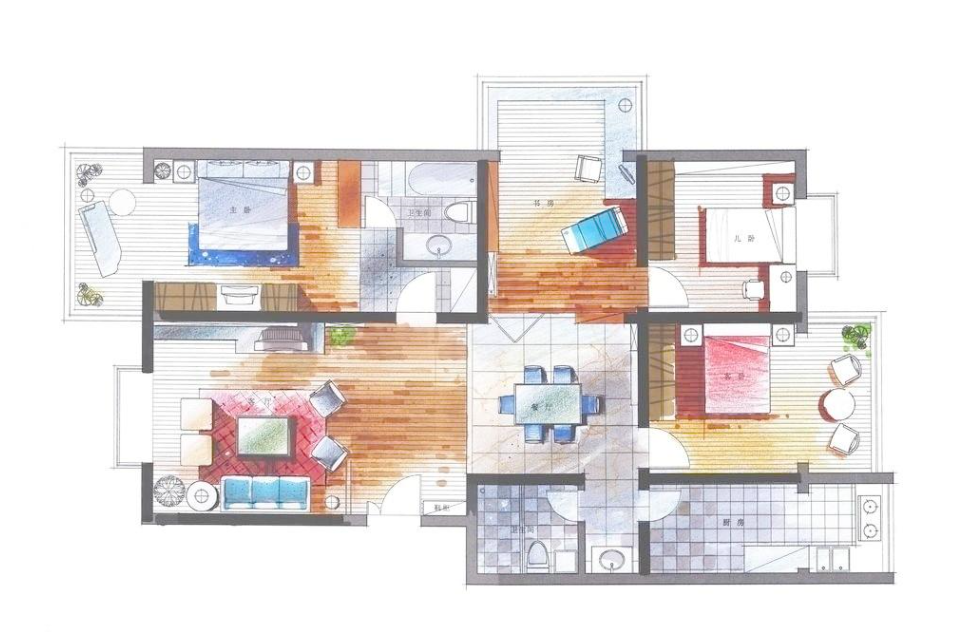 主 卧
卫生间
书 房
儿 卧
客 厅
餐 厅
客 卧
鞋柜
卫生间
厨 房